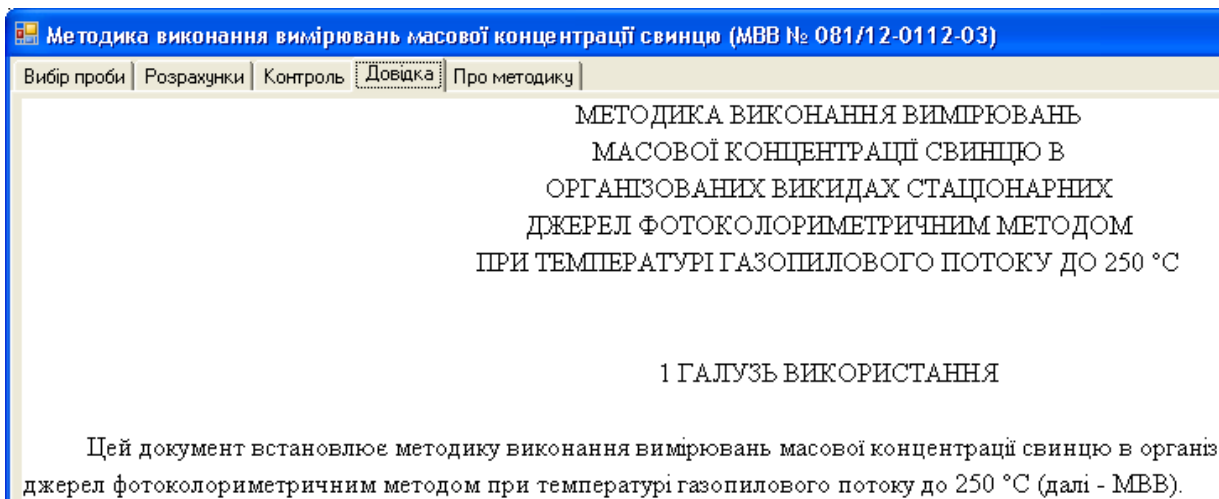 Методика виконання вимірювань масової концентрації свинцю (МВВ № 081/12-0112-03)
Вибір проби Розрахунки Контроль Довідка Про методику
МЕТОДИКА ВИКОНАННЯ ВИМІРЮВАНЬ
МАСОВОЇ КОНЦЕНТРАЦІЇ СВИНЦЮ В
ОРГАНІЗОВАНИХ ВИКИДАХ СТАЦІОНАРНИХ
ДЖЕРЕЛ ФОТОКОЛОРИМЕТРИЧНИМ МЕТОДОМ
ПРИ ТЕМПЕРАТУРІ ГАЗОПИЛОВОГО ПОТОКУ ДО 250 °С
1 ГАЛУЗЬ ВИКОРИСТАННЯ
Цей документ встановлює методику виконання вимірювань масової концентрації свинцю в організ
джерел фотоколориметричним методом при температурі газопилового потоку до 250 °С (далі - МВВ).